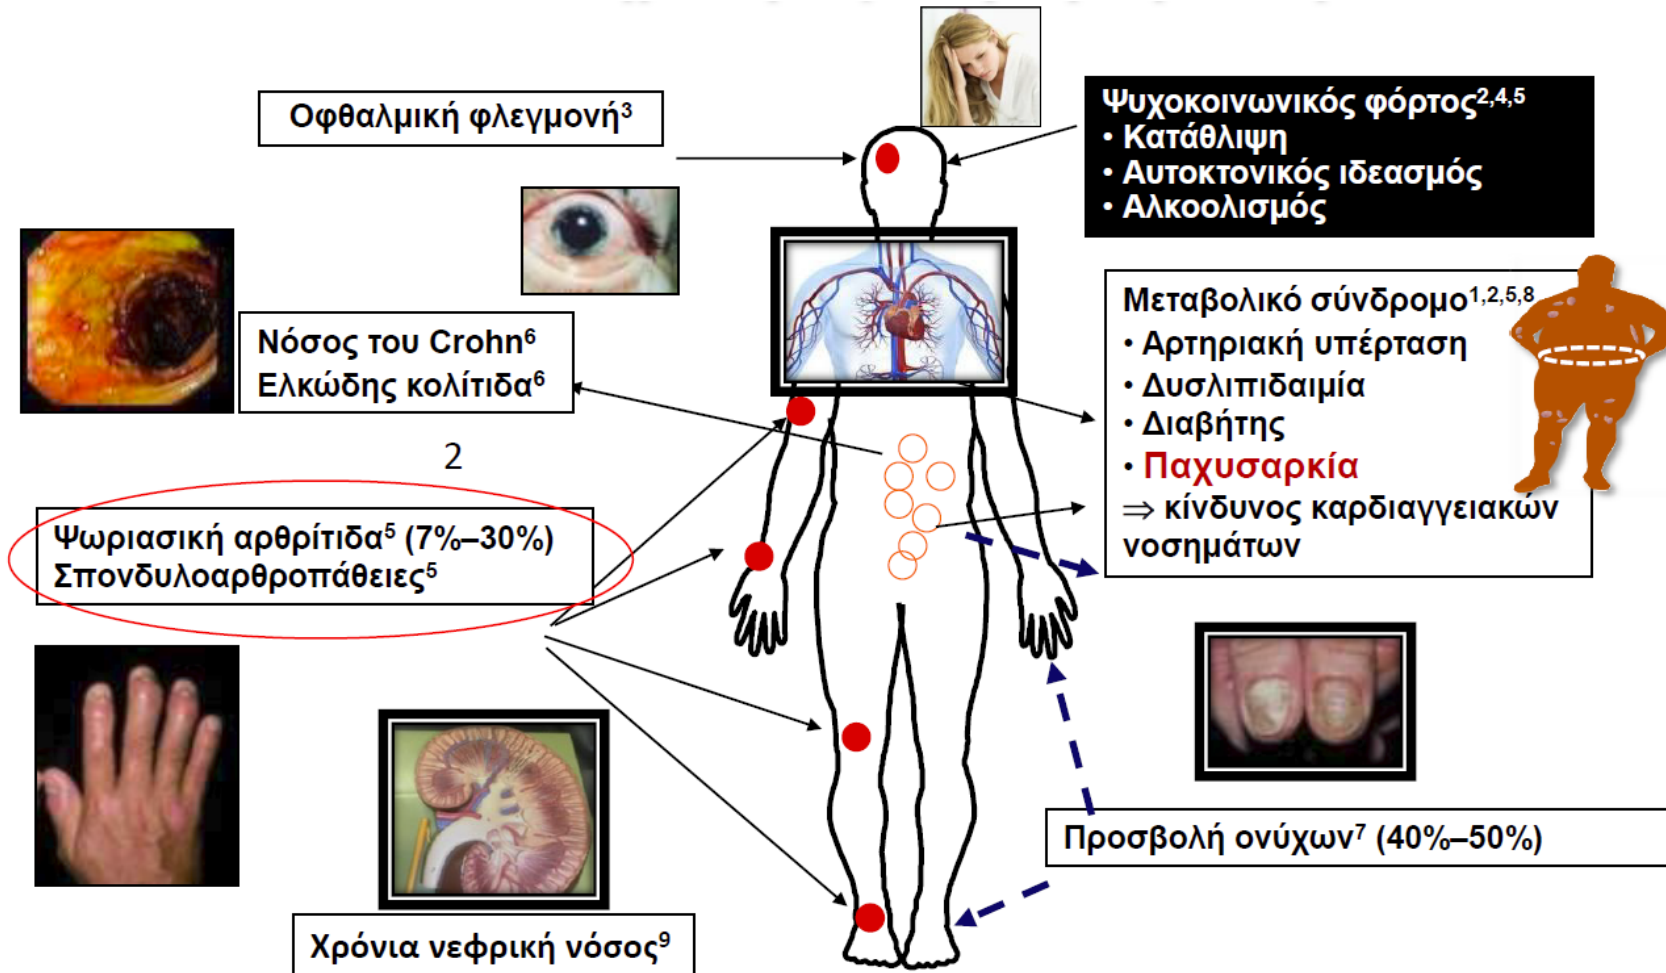 Οφθαλμική φλεγμονή3
Ψυχοκοινωνικός φόρτος2,4,5
• Κατάθλιψη
• Αυτοκτονικός ιδεασμός
• Αλκοολισμός
Νόσος του Crohn6
Ελκώδης κολίτιδα6
Μεταβολικό σύνδρομο1,2,5,8
• Αρτηριακή υπέρταση
• Δυσλιπιδαιμία
• Διαβήτης
• Παχυσαρκία
⇒ κίνδυνος καρδιαγγειακών
νοσημάτων
2
Ψωριασική αρθρίτιδα5 (7%–30%)
Σπονδυλοαρθροπάθειες5
Προσβολή ονύχων7 (40%–50%)
Χρόνια νεφρική νόσος9